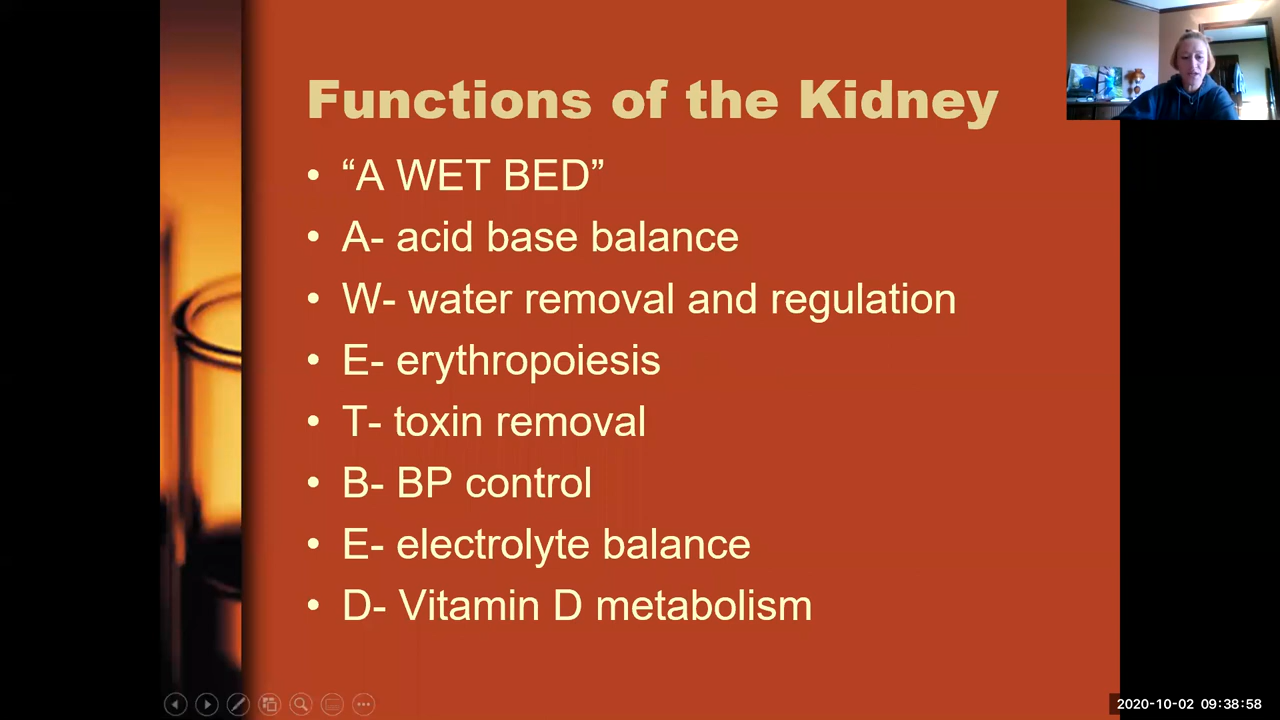 Functions of the Kidney
• “A WET BED”
• A- acid base balance
• W- water removal and regulation
• E- erythropoiesis
• T- toxin removal
• B- BP control
• E- electrolyte balance
• D- Vitamin D metabolism
2020-10-02 09:38:58